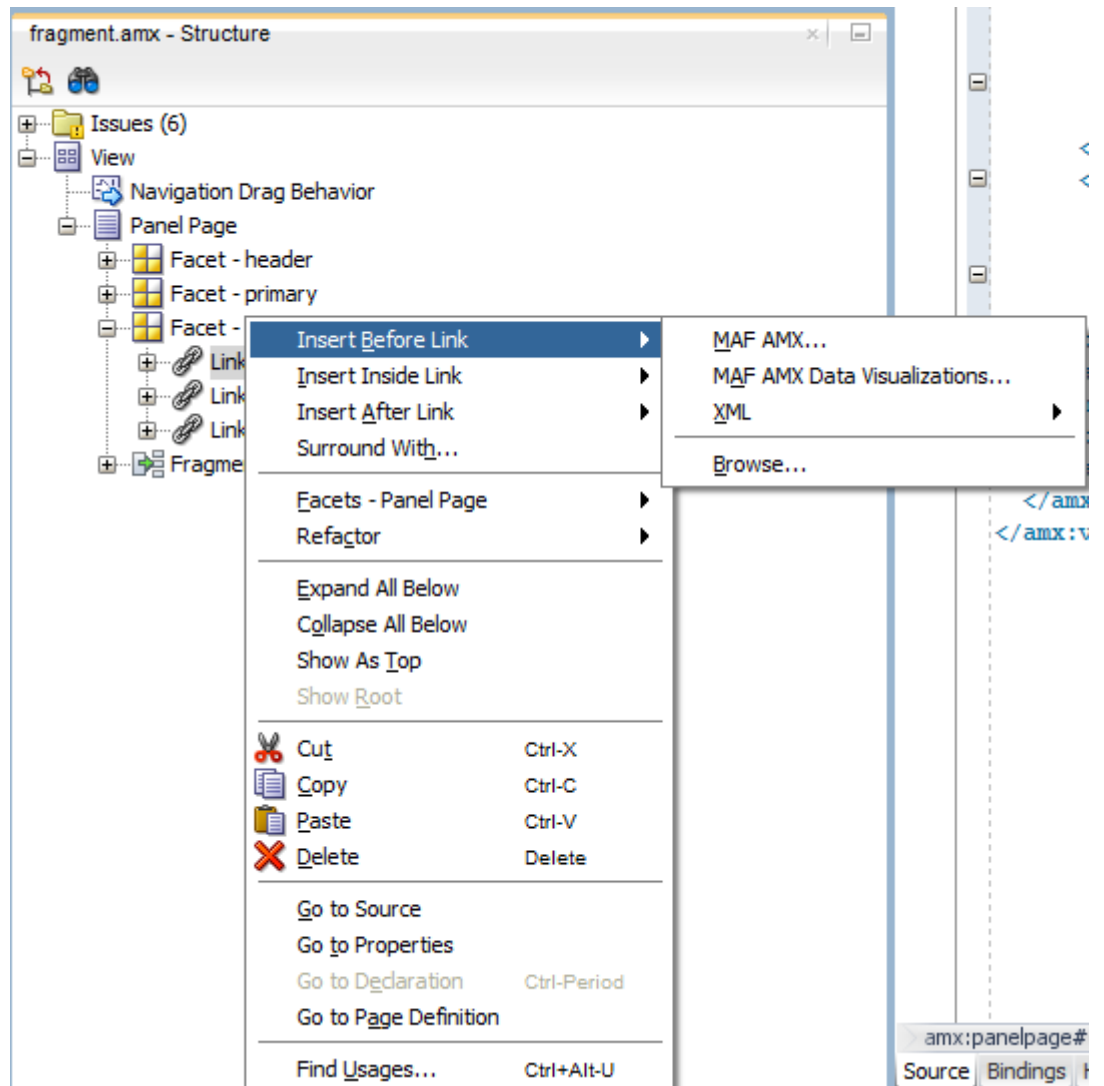 fragment.amx - Structure
Issues (6)
View
Navigation Drag Behavior
Panel Page
Facet - header
Facet - primary
Facet -
Link
Link
Link
Fragme
Insert Before Link
Insert Inside Link
Insert After Link
Surround With...
Facets - Panel Page
Refactor
Expand All Below
Collapse All Below
Show As Top
Show Root
Cut Ctrl-X
Copy Ctrl-C
Paste Ctrl-V
Delete Delete
Go to Source
Go to Properties
Go to Declaration Ctrl-Period
Go to Page Definition
Find Usages... Ctrl+Alt-U
MAF AMX...
MAF AMX Data Visualizations...
XML
Browse...
<
<
</amx
</amx:v
amx:panelpage#
Source Bindings